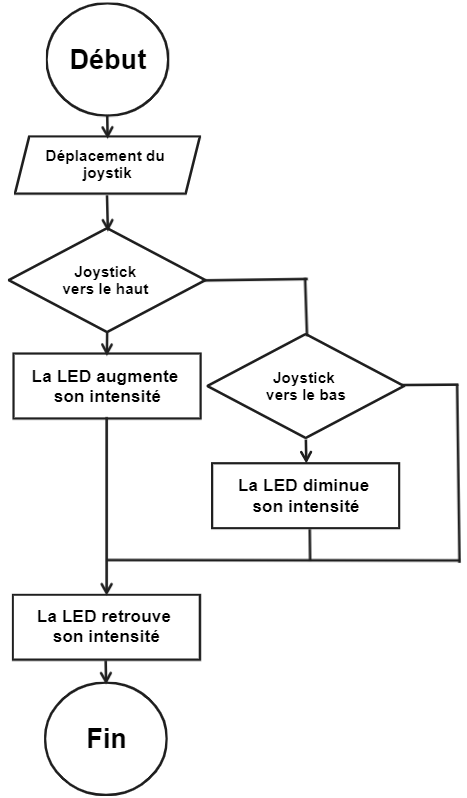 Début
Déplacement du
joystik
Joystick
vers le haut
La LED augmente
son intensité
Joystick
vers le bas
La LED diminue
son intensité
La LED retrouve
son intensité
Fin